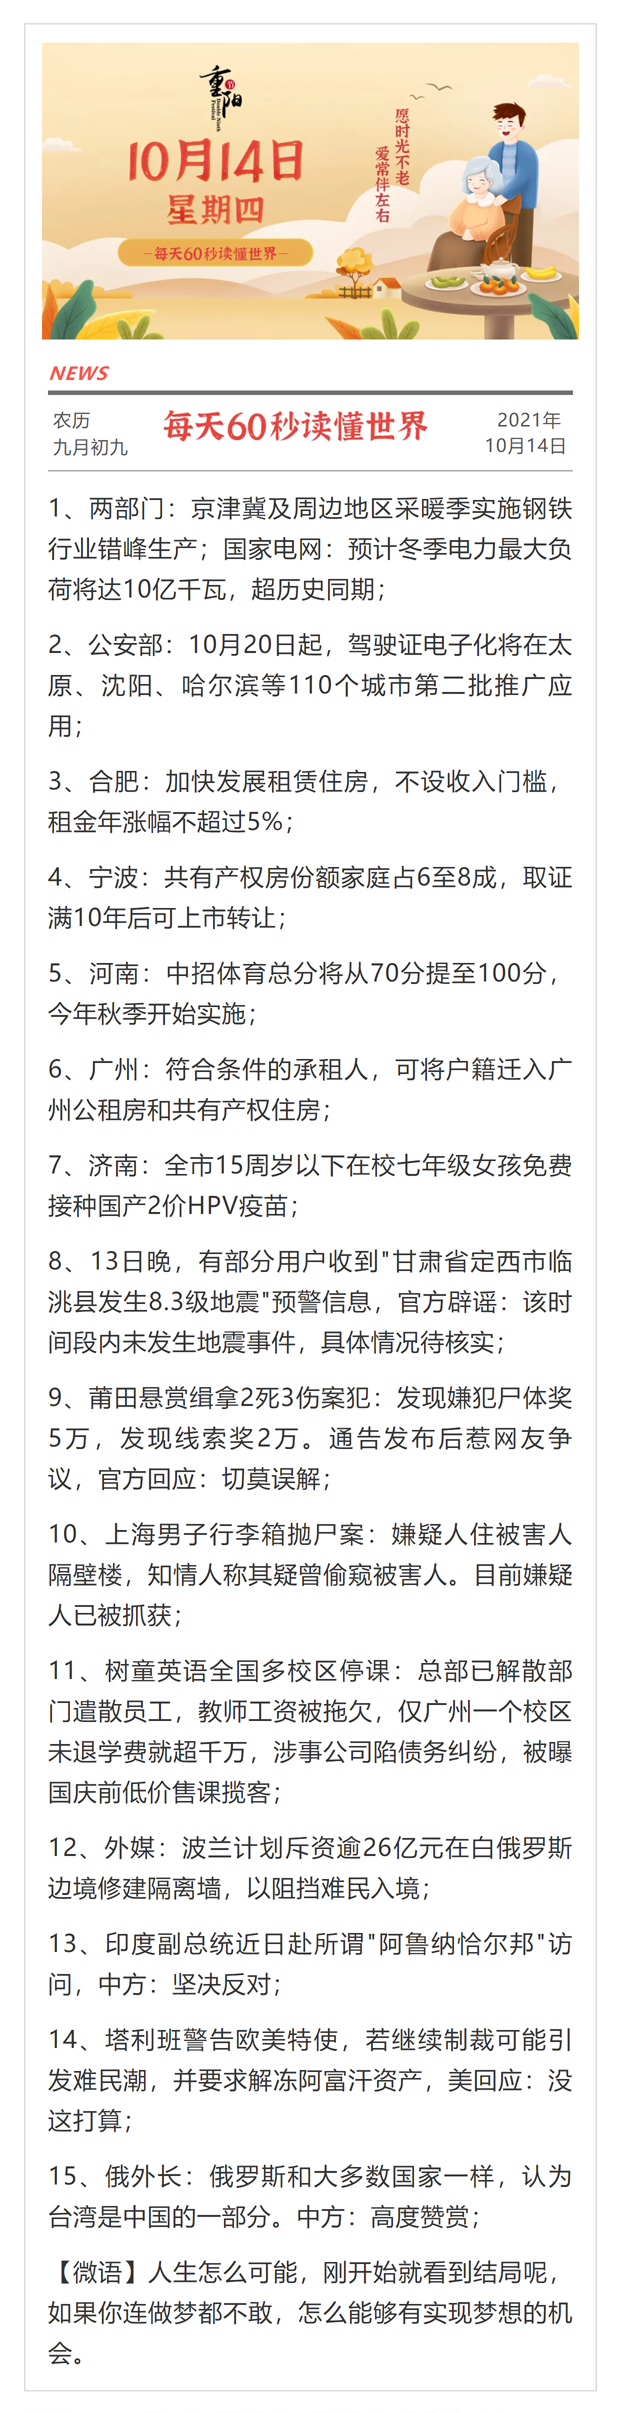 重阳
节
Double Ninth Festival
10月14日
星期四
每天60秒读懂世界
愿时光不老
爱常伴左右
NEWS
农历
九月初九
每天60秒读懂世界
2021年
10月14日
1、两部门：京津冀及周边地区采暖季实施钢铁
行业错峰生产；国家电网：预计冬季电力最大负
荷将达10亿千瓦，超历史同期；
2、公安部：10月20日起，驾驶证电子化将在太
原、沈阳、哈尔滨等110个城市第二批推广应
用；
3、合肥：加快发展租赁住房，不设收入门槛，
租金年涨幅不超过5%；
4、宁波：共有产权房份额家庭占6至8成，取证
满10年后可上市转让；
5、河南：中招体育总分将从70分提至100分，
今年秋季开始实施；
6、广州：符合条件的承租人，可将户籍迁入广
州公租房和共有产权住房；
7、济南：全市15周岁以下在校七年级女孩免费
接种国产2价HPV疫苗；
8、13日晚，有部分用户收到"甘肃省定西市临
洮县发生8.3级地震"预警信息，官方辟谣：该时
间段内未发生地震事件，具体情况待核实；
9、莆田悬赏缉拿2死3伤案犯：发现嫌犯尸体奖
5万，发现线索奖2万。通告发布后惹网友争
议，官方回应：切莫误解；
10、上海男子行李箱抛尸案：嫌疑人住被害人
隔壁楼，知情人称其疑曾偷窥被害人。目前嫌疑
人已被抓获；
11、树童英语全国多校区停课：总部已解散部
门遣散员工，教师工资被拖欠，仅广州一个校区
未退学费就超千万，涉事公司陷债务纠纷，被曝
国庆前低价售课揽客；
12、外媒：波兰计划斥资逾26亿元在白俄罗斯
边境修建隔离墙，以阻挡难民入境；
13、印度副总统近日赴所谓"阿鲁纳恰尔邦"访
问，中方：坚决反对；
14、塔利班警告欧美特使，若继续制裁可能引
发难民潮，并要求解冻阿富汗资产，美回应：没
这打算；
15、俄外长：俄罗斯和大多数国家一样，认为
台湾是中国的一部分。中方：高度赞赏；
【微语】人生怎么可能，刚开始就看到结局呢，
如果你连做梦都不敢，怎么能够有实现梦想的机
会。